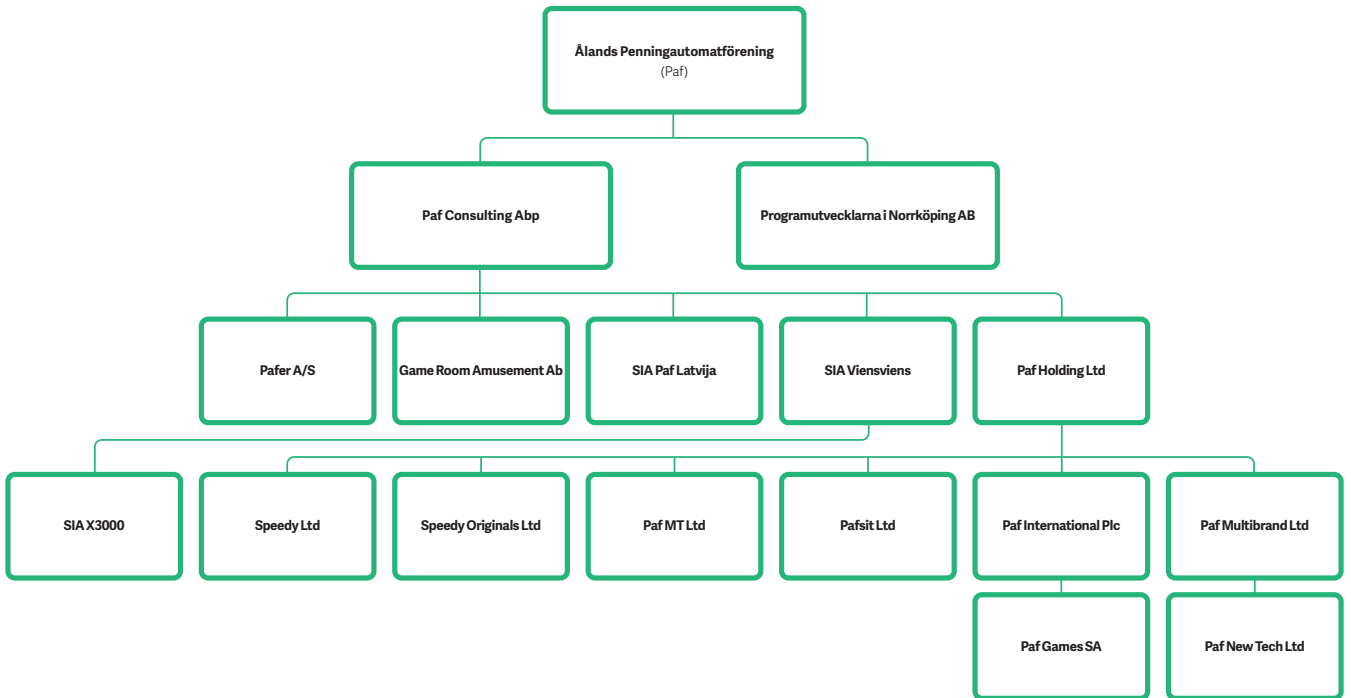 Ålands Penningautomatförening
(Paf)
Paf Consulting Abp
Programutvecklarna i Norrköping AB
Pafer A/S
Game Room Amusement Ab
SIA Paf Latvija
SIA Viensviens
Paf Holding Ltd
SIA X3000
Speedy Ltd
Speedy Originals Ltd
Paf MT Ltd
Pafsit Ltd
Paf International Plc
Paf Multibrand Ltd
Paf Games SA
Paf New Tech Ltd